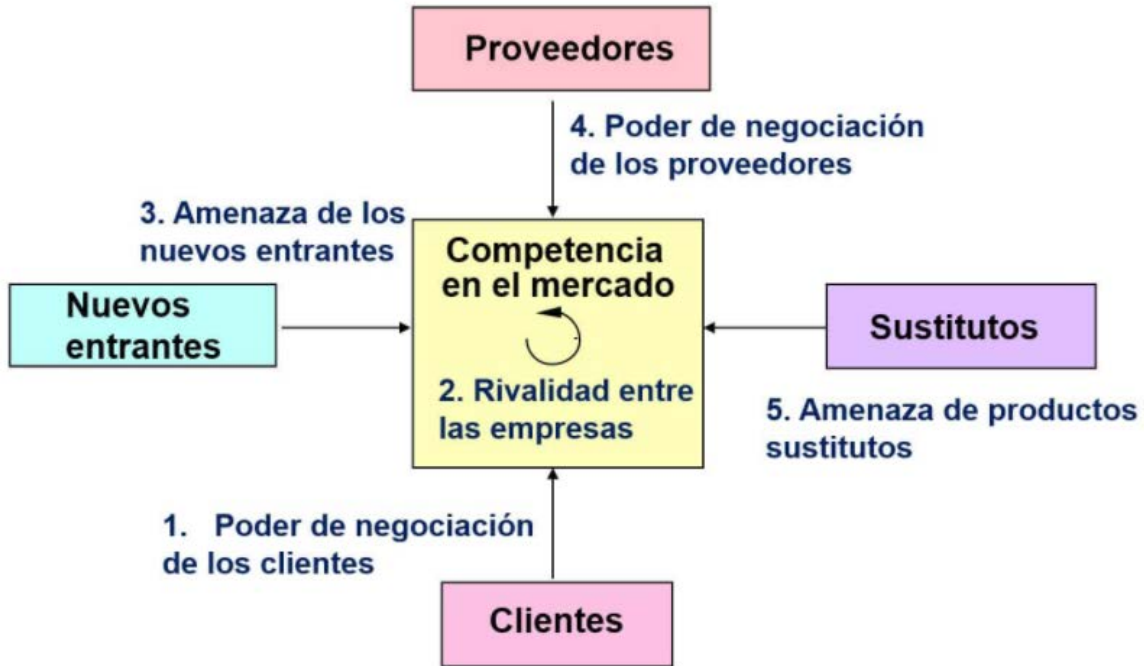 Proveedores
4. Poder de negociación
de los proveedores
3. Amenaza de los
nuevos entrantes
Competencia
en el mercado
Nuevos
entrantes
Sustitutos
2. Rivalidad entre
las empresas
5. Amenaza de productos
sustitutos
1. Poder de negociación
de los clientes
Clientes